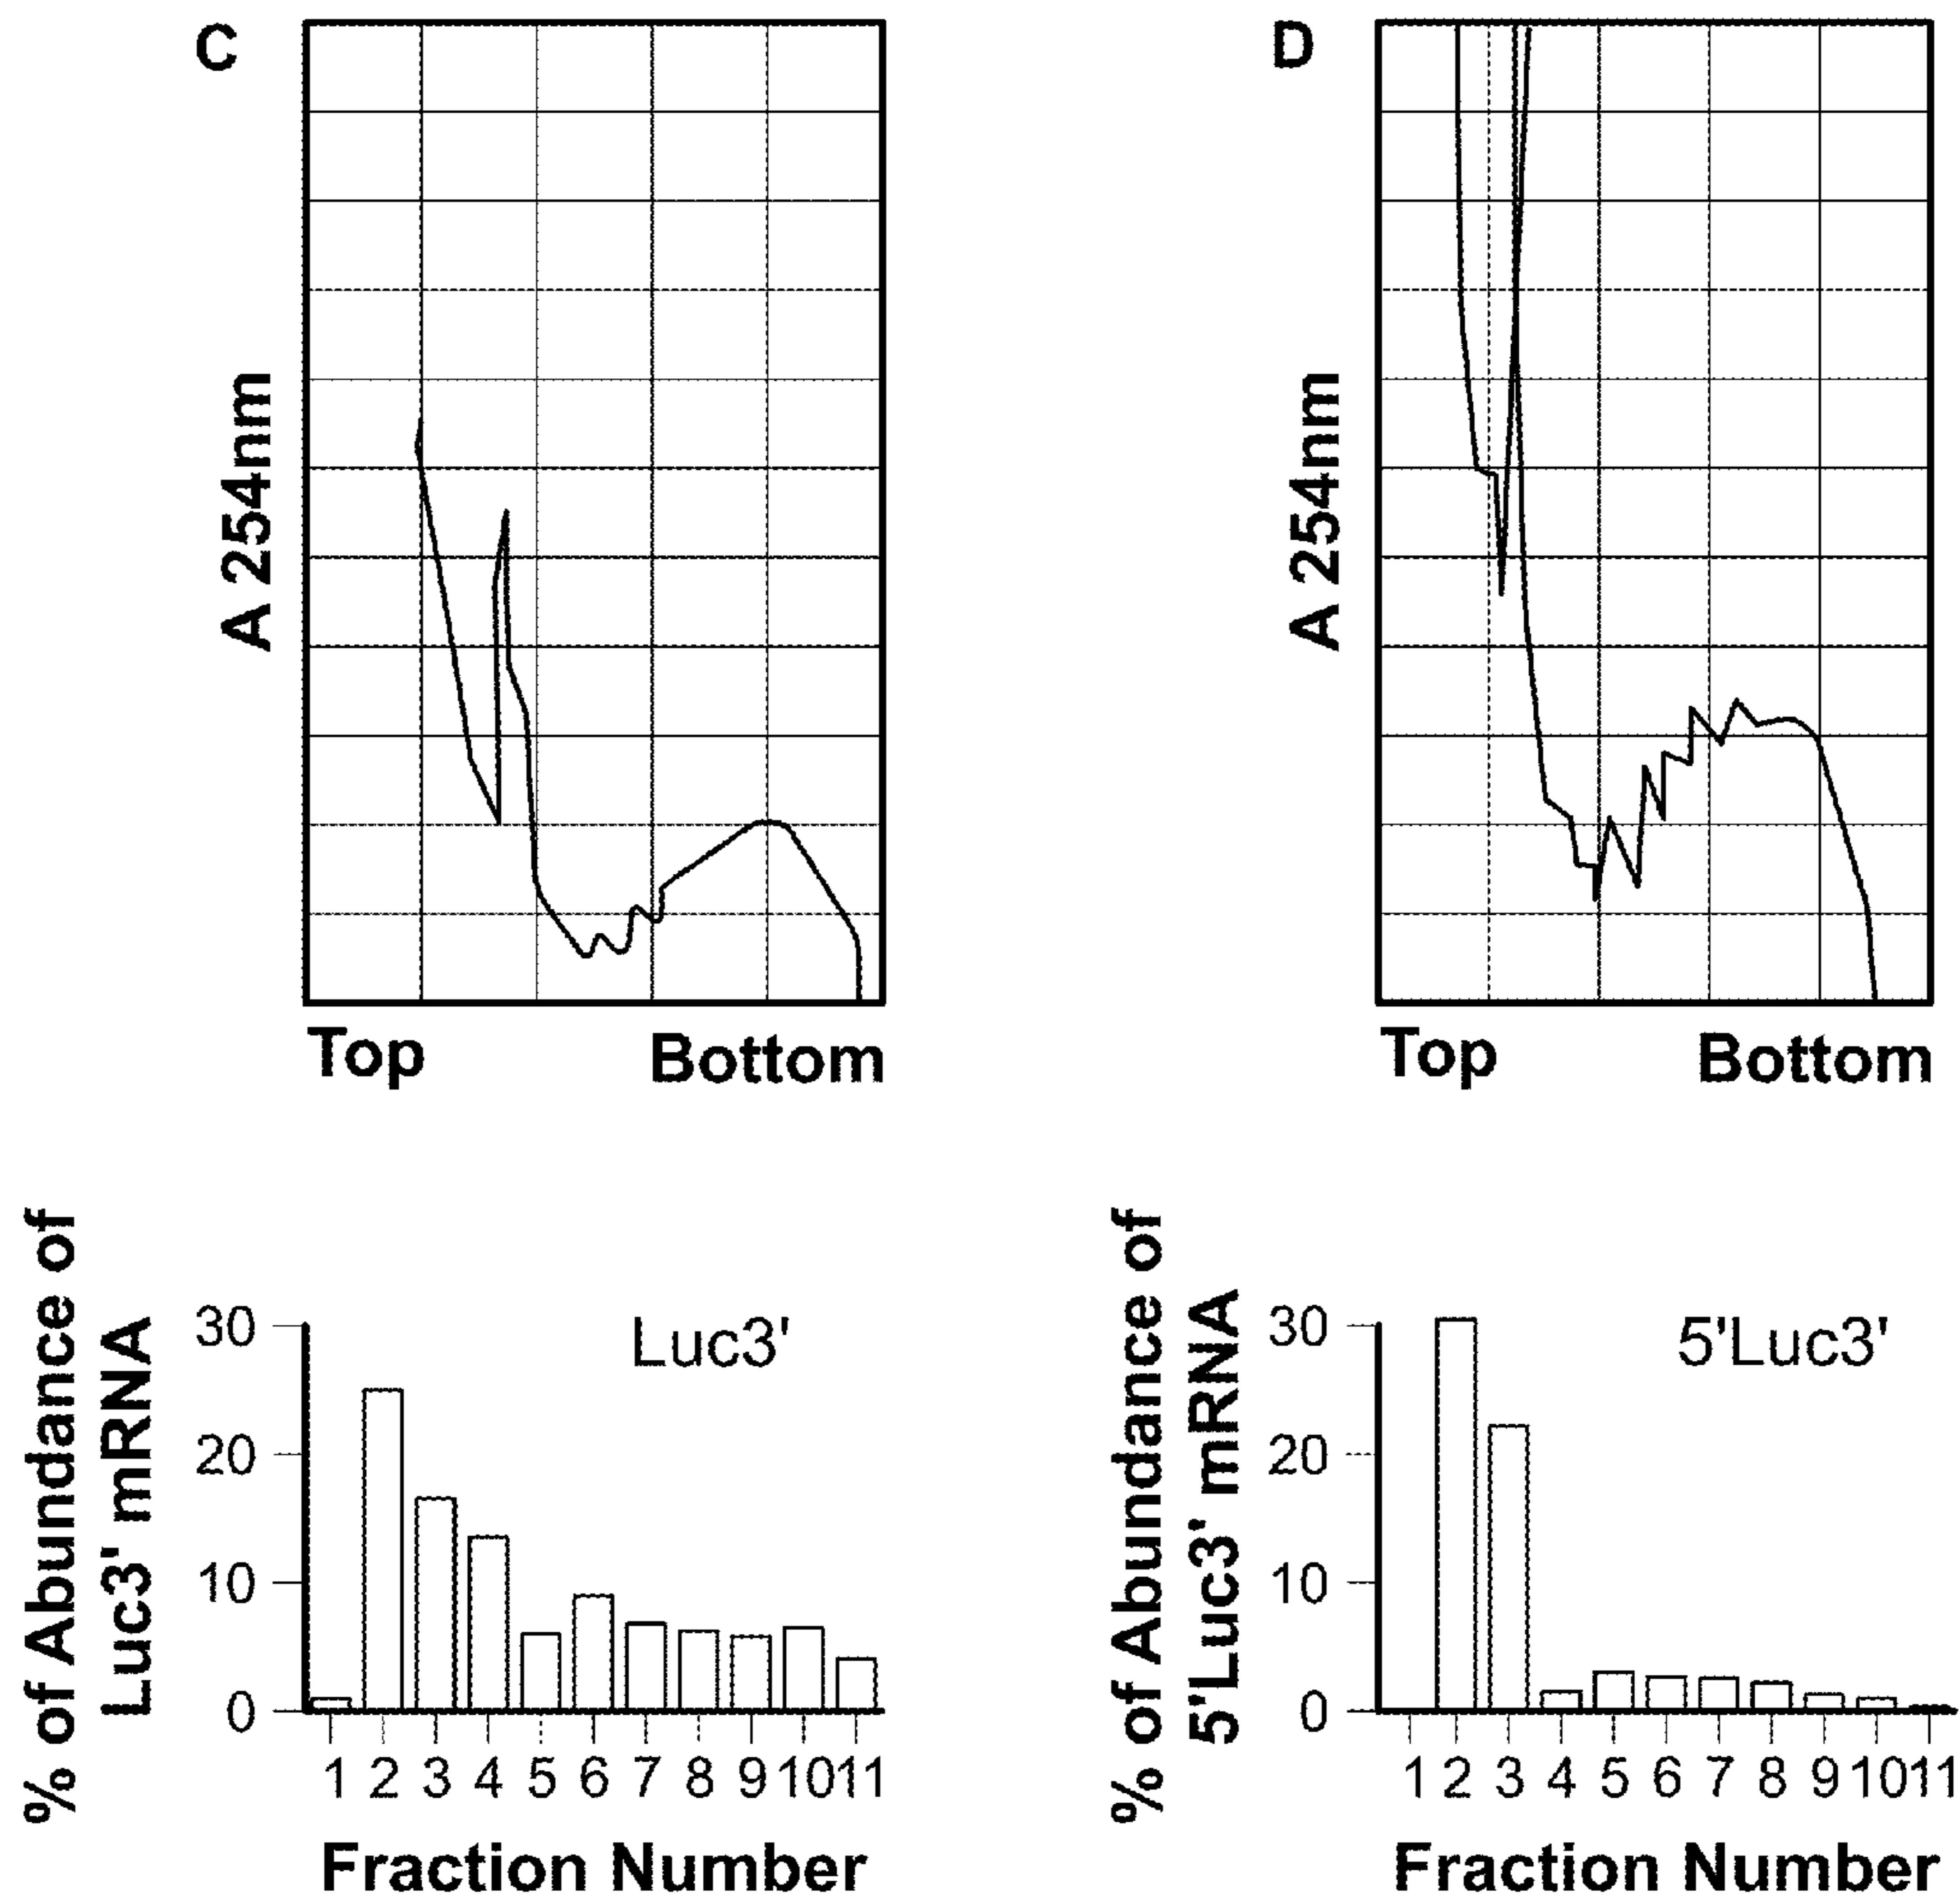 C
A 254nm
Top Bottom
% of Abundance of
Luc3' mRNA
30
20
10
0
Luc3'
1 2 3 4 5 6 7 8 9 10 11
Fraction Number
D
A 254nm
Top Bottom
% of Abundance of
5'Luc3' mRNA
30
20
10
0
5'Luc3'
1 2 3 4 5 6 7 8 9 10 11
Fraction Number